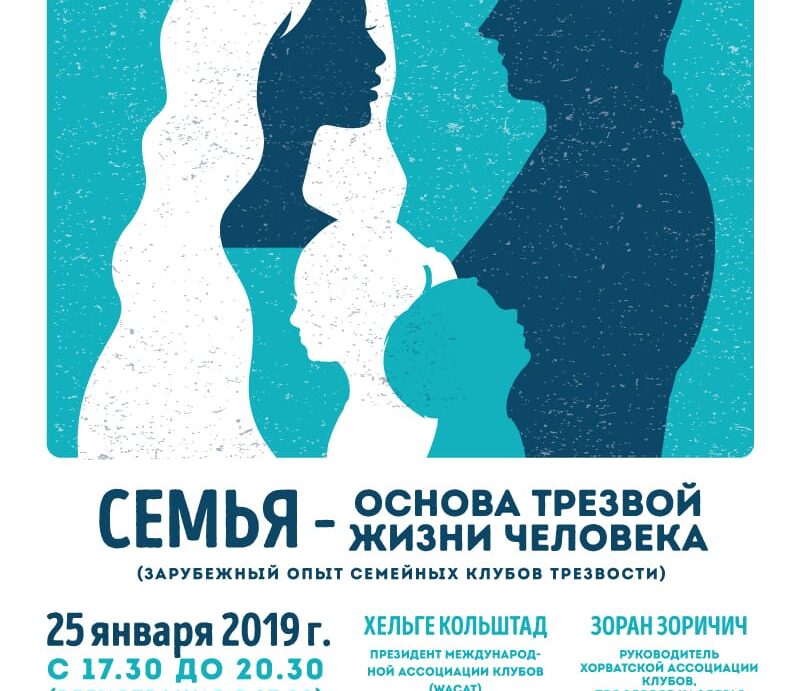 СЕМЬЯ - ОСНОВА ТРЕЗВОЙ
ЖИЗНИ ЧЕЛОВЕКА
(ЗАРУБЕЖНЫЙ ОПЫТ СЕМЕЙНЫХ КЛУБОВ ТРЕЗВОСТИ)
25 января 2019 г.
С 17.30 ДО 20.30
ХЕЛЬГЕ КОЛЬШТАД
ПРЕЗИДЕНТ МЕЖДУНАРОД-
НОЙ АССОЦИАЦИИ КЛУБОВ
(WACAT)
ЗОРАН ЗОРИЧИЧ
РУКОВОДИТЕЛЬ
ХОРВАТСКОЙ АССОЦИАЦИИ
КЛУБОВ,